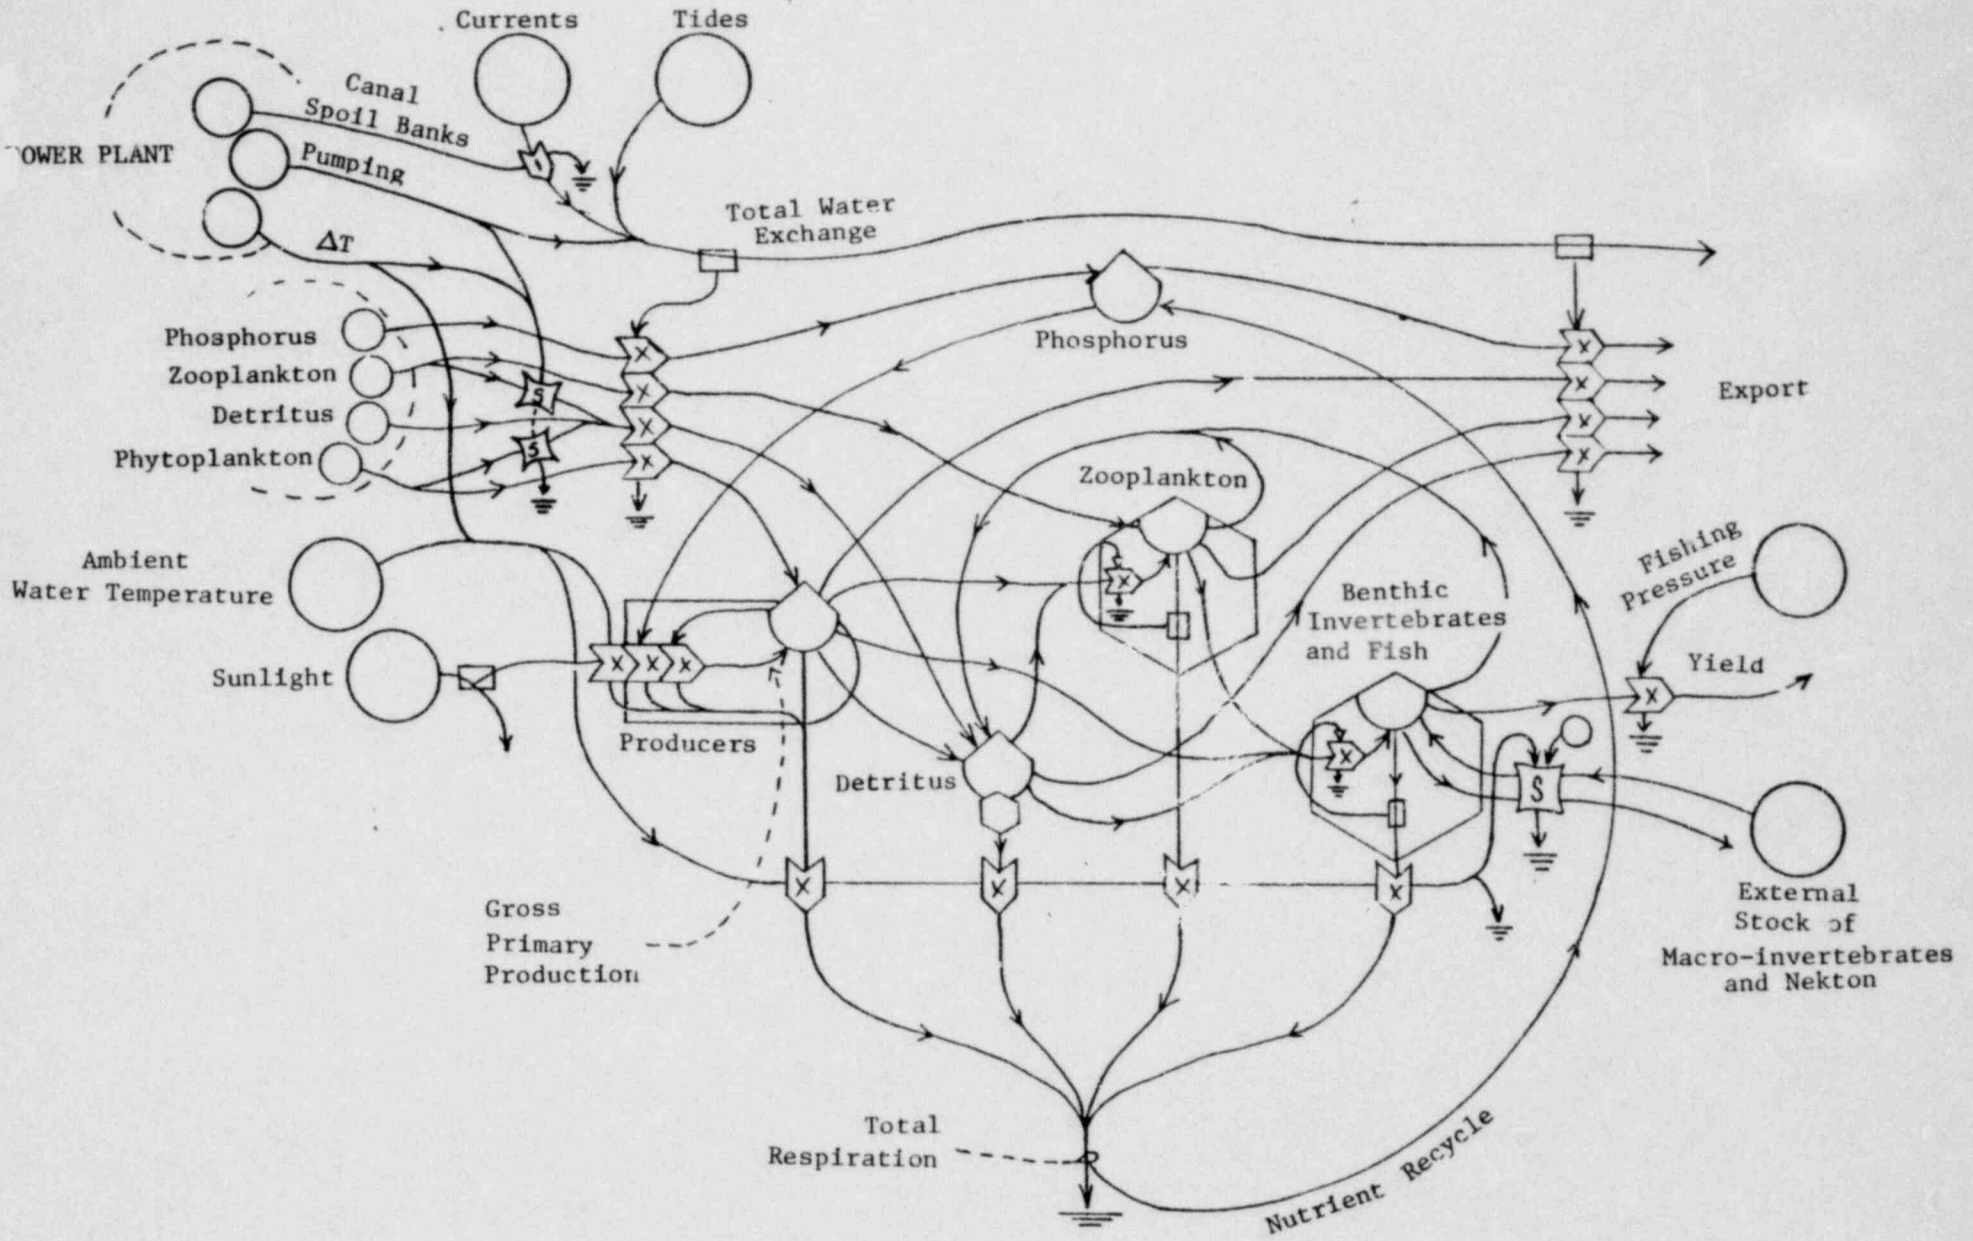 Currents
Tides
Canal
Spoil Banks
OWER PLANT
Pumping
ΔT
Total Water
Exchange
Phosphorus
Zooplankton
Detritus
Phytoplankton
S
S
X
X
X
X
Phosphorus
X
X
X
X
Export
Zooplankton
X
Ambient
Water Temperature
Sunlight
X X X
Producers
Fishing
Pressure
Benthic
Invertebrates
and Fish
Yield
X
X
S
Detritus
X
X
X
X
External
Stock of
Macro-invertebrates
and Nekton
Gross
Primary
Production
Total
Respiration
Nutrient Recycle